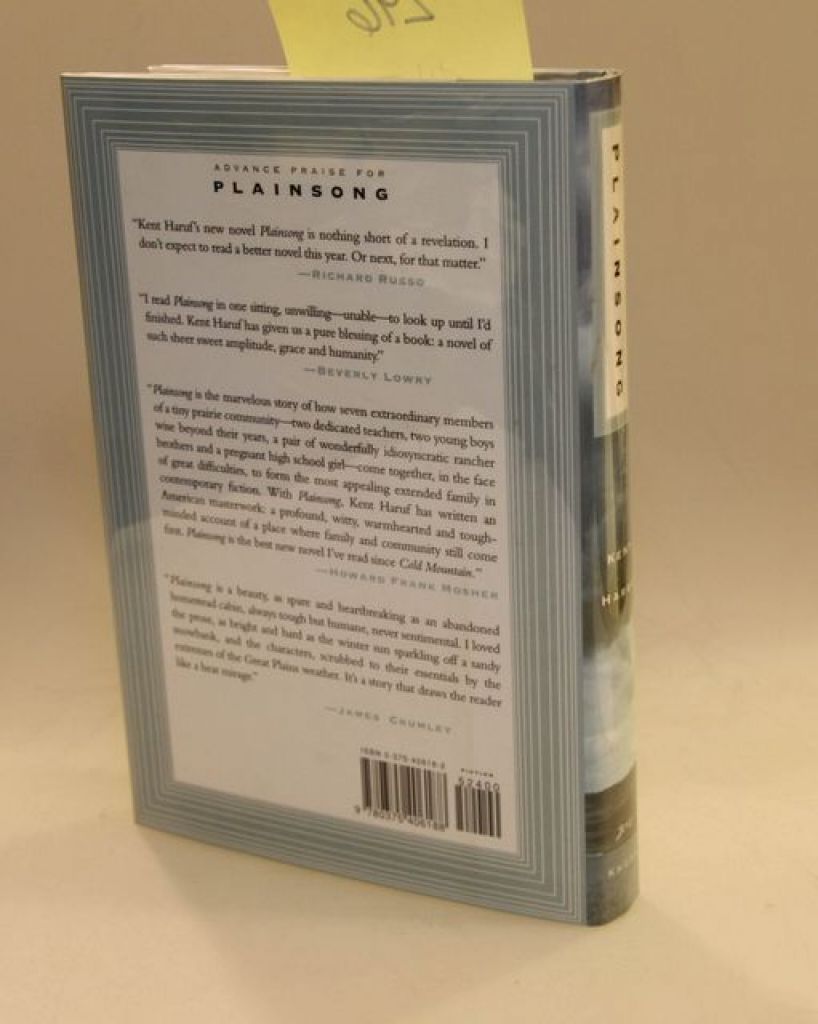 296
ADVANCE PRAISE FOR
PLAINSONG
"Kent Haruf's new novel Plainsong is nothing short of a revelation. I
don't expect to read a better novel this year. Or next, for that matter."
—RICHARD RUSSO
"I read Plainsong in one sitting, unwilling—unable—to look up until I'd
finished. Kent Haruf has given us a pure blessing of a book: a novel of
such sheer sweet amplitude, grace and humanity."
—BEVERLY LOWRY
"Plainsong is the marvelous story of how seven extraordinary members
of a tiny prairie community—two dedicated teachers, two young boys
wise beyond their years, a pair of wonderfully idiosyncratic rancher
brothers and a pregnant high school girl—come together, in the face
of great difficulties, to form the most appealing extended family in
contemporary fiction. With Plainsong, Kent Haruf has written an
American masterwork: a profound, witty, warmhearted and tough-
minded account of a place where family and community still come
first. Plainsong is the best new novel I've read since Cold Mountain."
—HOWARD FRANK MOSHER
"Plainsong is a beauty, as spare and heartbreaking as an abandoned
homestead cabin, always tough but humane, never sentimental. I loved
the prose, as bright and hard as the winter sun sparkling off a sandy
snowbank, and the characters, scrubbed to their essentials by the
extremes of the Great Plains weather. It's a story that draws the reader
like a heat mirage."
—JAMES CRUMLEY
ISBN 0-375-40618-2
FICTION
52400
9 780375 406188
PLAINSONG
KENT